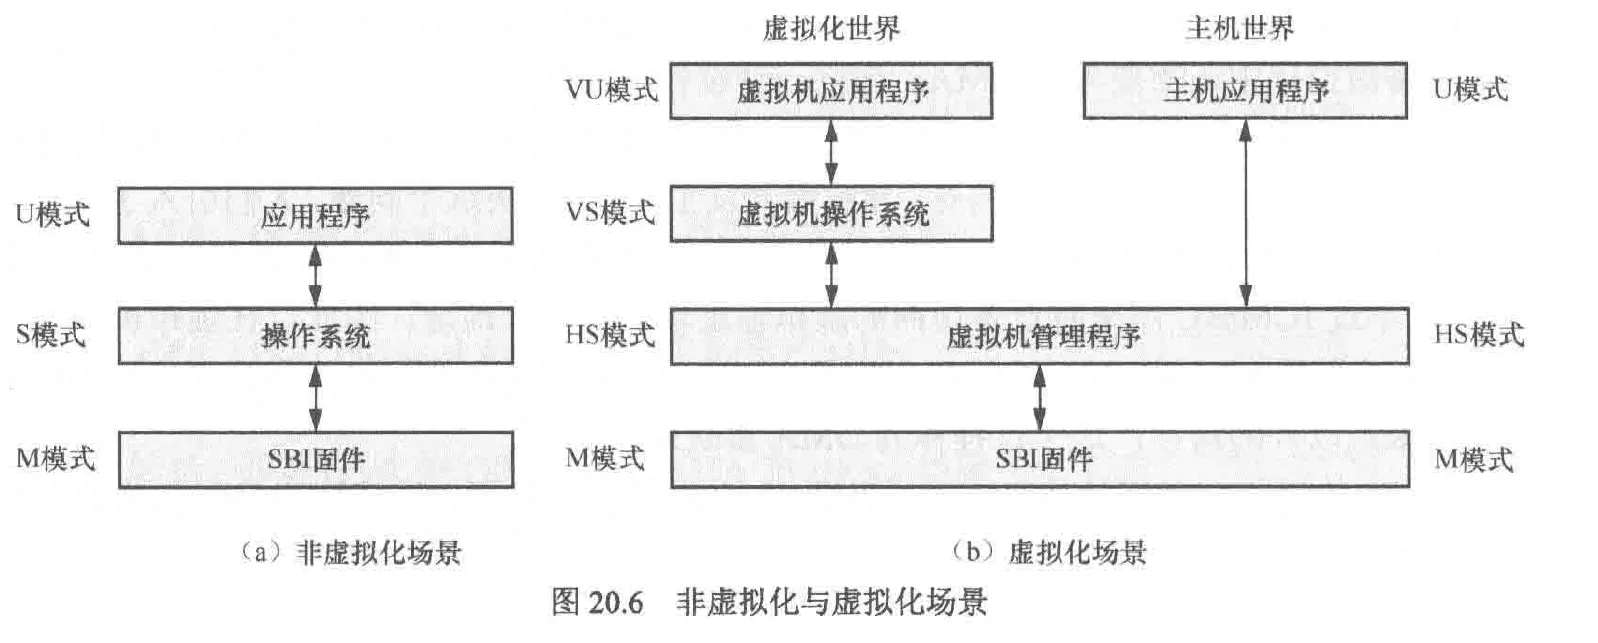 虚拟化世界 主机世界
VU模式 虚拟机应用程序 主机应用程序 U模式
U模式 应用程序 VS模式 虚拟机操作系统
S模式 操作系统 HS模式 虚拟机管理程序 HS模式
M模式 SBI固件 M模式 SBI固件 M模式
（a）非虚拟化场景 （b）虚拟化场景
图 20.6 非虚拟化与虚拟化场景